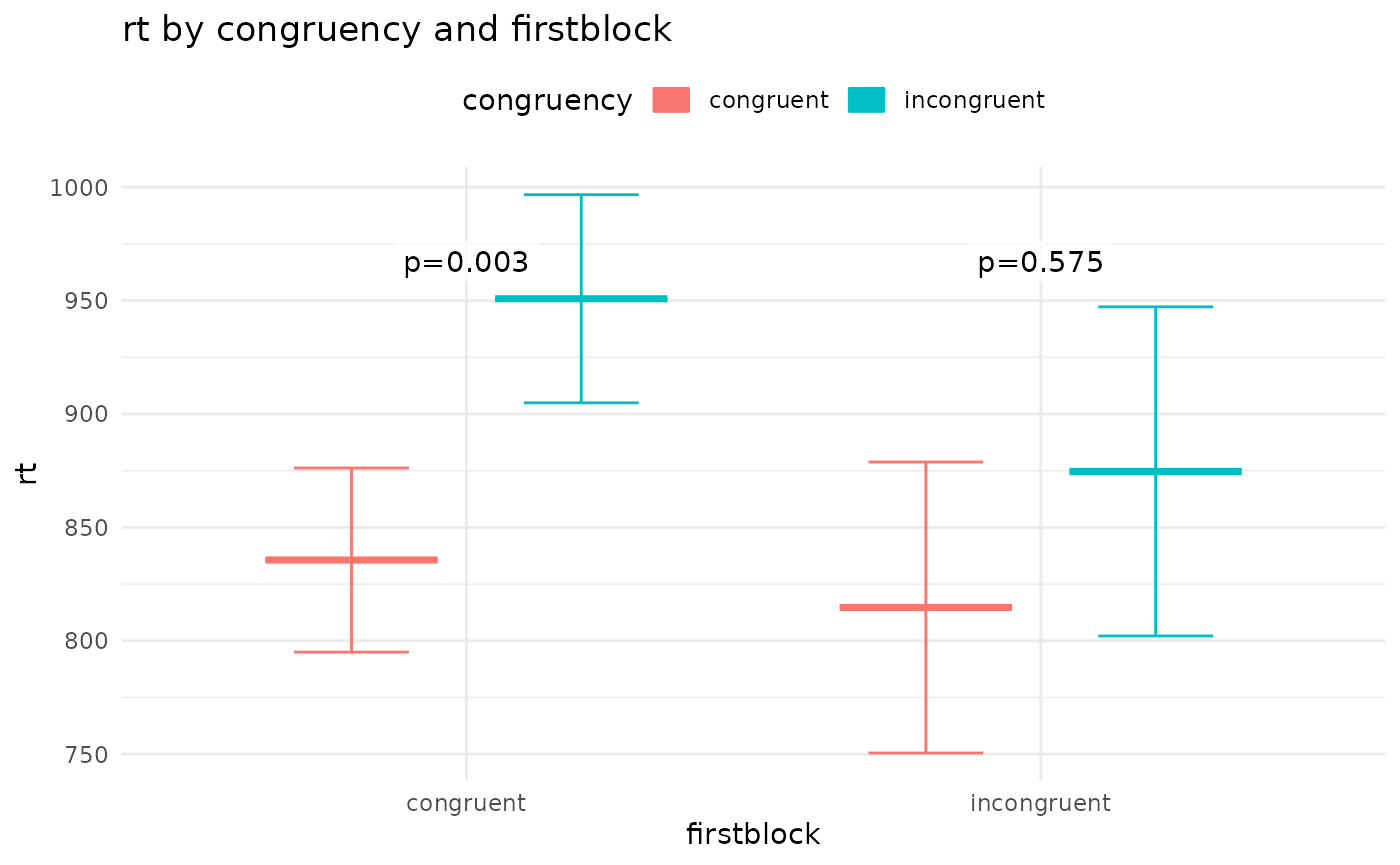 rt by congruency and firstblock
congruency congruent incongruent
1000
p=0.003 p=0.575
950
900
rt
850
800
750
congruent incongruent
firstblock